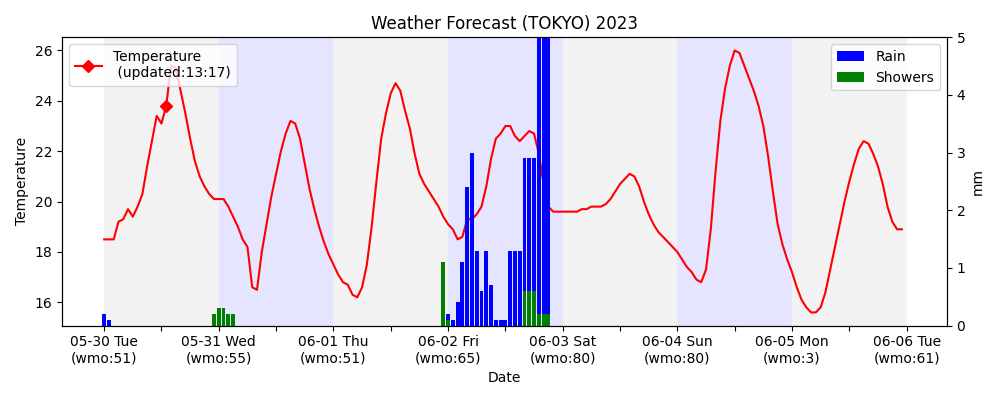 Weather Forecast (TOKYO) 2023
Temperature
(updated:13:17)
Rain
Showers
26
24
22
20
18
16
Temperature
5
4
3
2
1
0
mm
05-30 Tue
(wmo:51)
05-31 Wed
(wmo:55)
06-01 Thu
(wmo:51)
06-02 Fri
(wmo:65)
06-03 Sat
(wmo:80)
06-04 Sun
(wmo:80)
06-05 Mon
(wmo:3)
06-06 Tue
(wmo:61)
Date